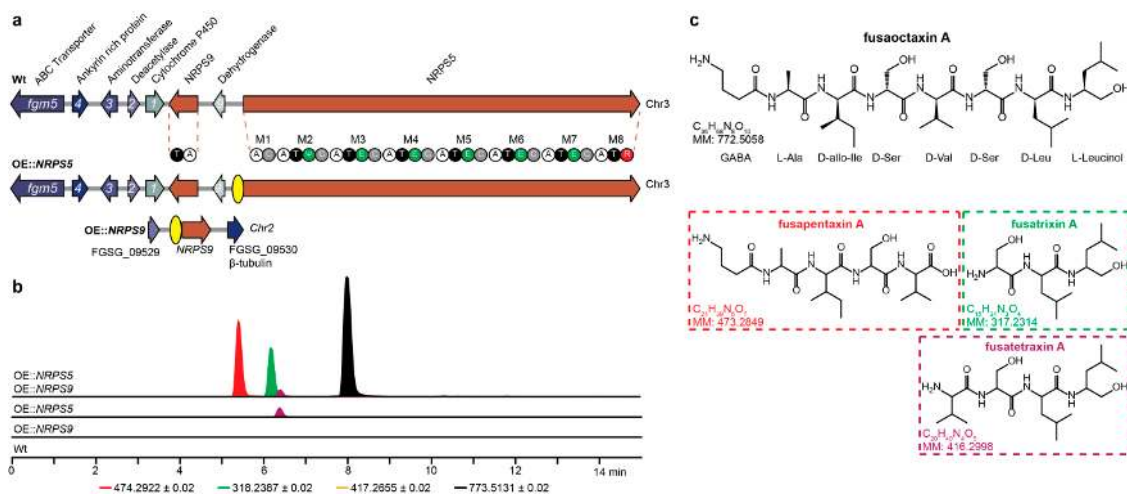 a
ABC Transporter
Ankyrin rich protein
Aminotransferase
Deacetylase
Cytochrome P450
NRPS9
Dehydrogenase
NRPS5
Wt
fgm5 4 3 2 1
Chr3
M1 M2 M3 M4 M5 M6 M7 M8
T A
OE::NRPS5
fgm5 4 3 2 1
Chr3
OE::NRPS9
Chr2
FGSG_09529 NRPS9 FGSG_09530
β-tubulin
b
OE::NRPS5
OE::NRPS9
OE::NRPS5
OE::NRPS9
Wt
0 2 4 6 8 10 12 14 min
474.2922 ± 0.02 318.2387 ± 0.02 417.2655 ± 0.02 773.5131 ± 0.02
c
fusaoctaxin A
MM: 772.5058
GABA L-Ala D-allo-Ile D-Ser D-Val D-Ser D-Leu L-Leucinol
fusapentaxin A
MM: 473.2849
fusatrixin A
MM: 317.2314
fusatetraxin A
MM: 416.2998